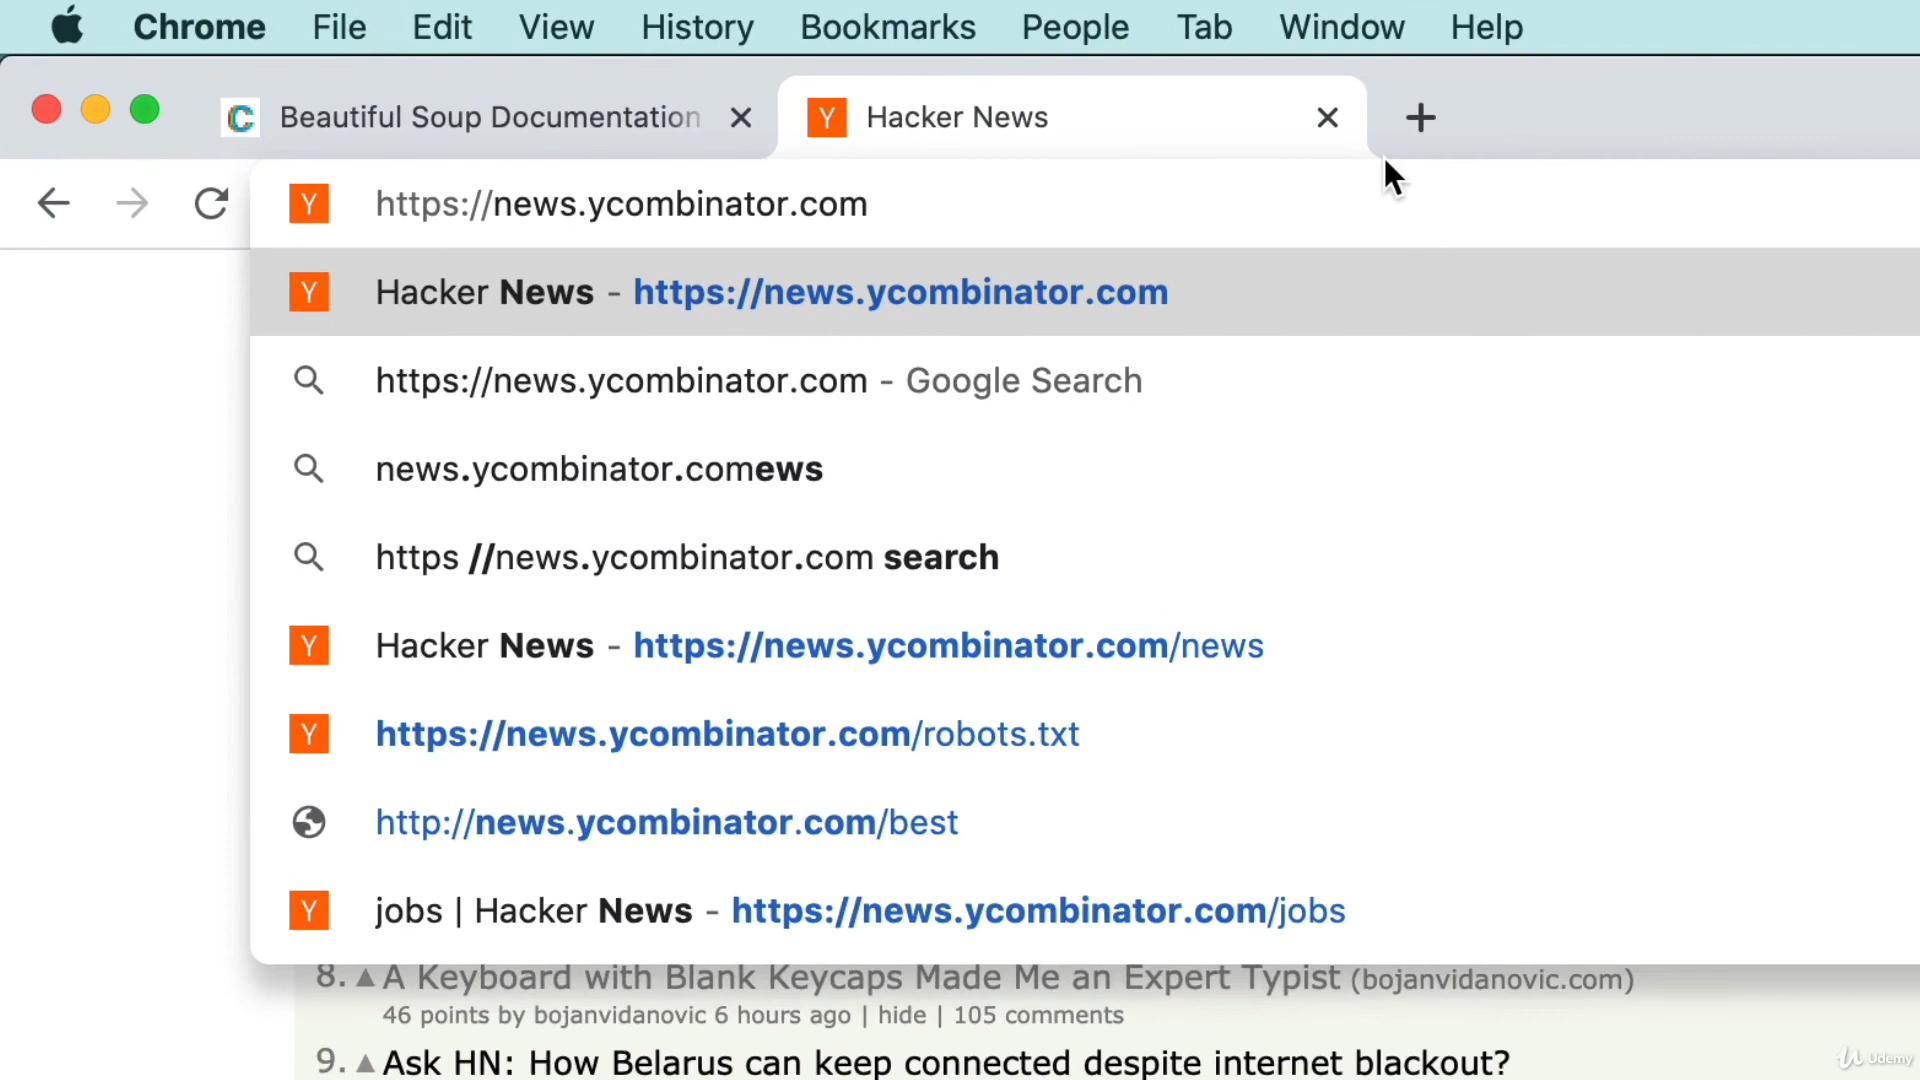 Chrome File Edit View History Bookmarks People Tab Window Help
Beautiful Soup Documentation
Y Hacker News
Y https://news.ycombinator.com
Y Hacker News - https://news.ycombinator.com
https://news.ycombinator.com - Google Search
news.ycombinator.comews
https //news.ycombinator.com search
Y Hacker News - https://news.ycombinator.com/news
Y https://news.ycombinator.com/robots.txt
http://news.ycombinator.com/best
Y jobs | Hacker News - https://news.ycombinator.com/jobs
8. A Keyboard with Blank Keycaps Made Me an Expert Typist (bojanvidanovic.com)
46 points by bojanvidanovic 6 hours ago | hide | 105 comments
9. Ask HN: How Belarus can keep connected despite internet blackout?
Udemy